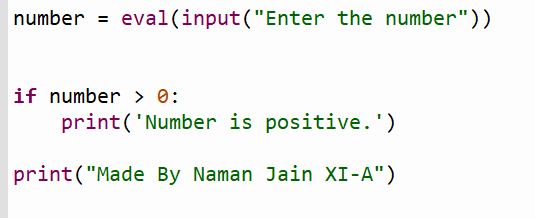 number = eval(input("Enter the number"))
if number > 0:
    print('Number is positive.')
print("Made By Naman Jain XI-A")